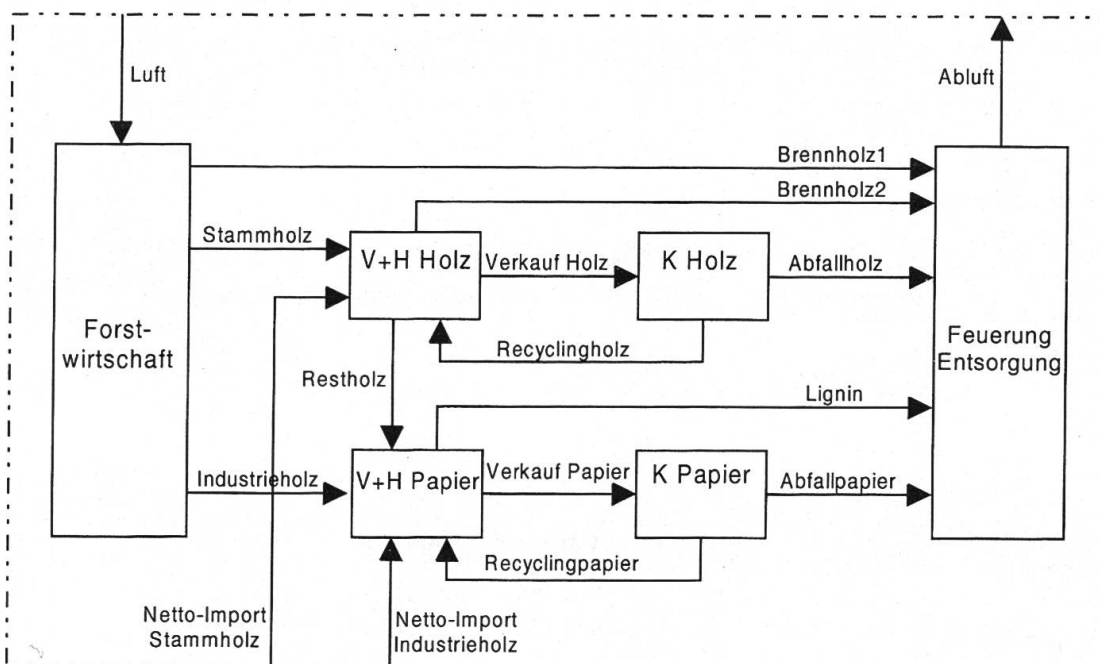 Luft
Abluft
Brennholz1
Brennholz2
Stammholz
V+H Holz
Verkauf Holz
K Holz
Abfallholz
Forst-
wirtschaft
Feuerung
Entsorgung
Recyclingholz
Restholz
Lignin
Industrieholz
V+H Papier
Verkauf Papier
K Papier
Abfallpapier
Recyclingpapier
Netto-Import
Stammholz
Netto-Import
Industrieholz